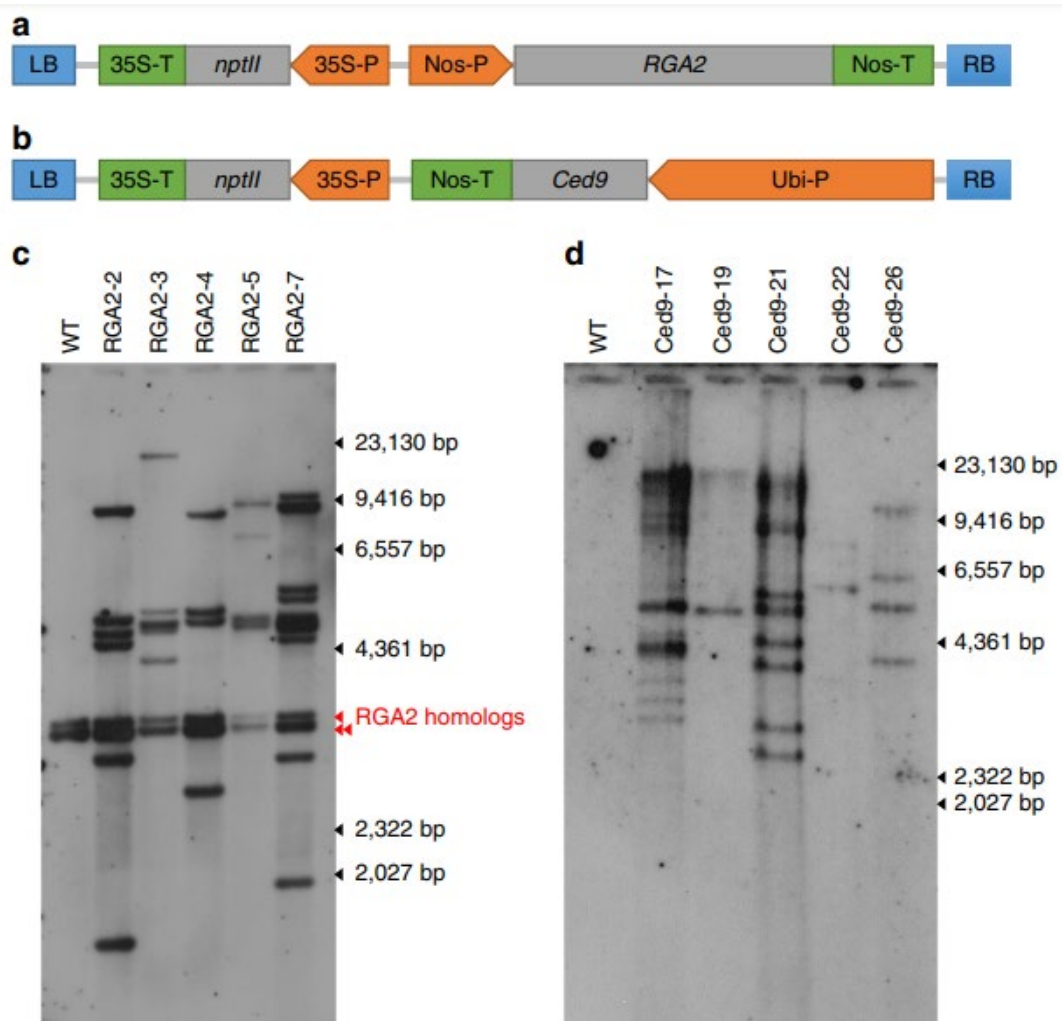 a
LB 35S-T nptII 35S-P Nos-P RGA2 Nos-T RB
b
LB 35S-T nptII 35S-P Nos-T Ced9 Ubi-P RB
c
WT RGA2-2 RGA2-3 RGA2-4 RGA2-5 RGA2-7
23,130 bp
9,416 bp
6,557 bp
4,361 bp
RGA2 homologs
2,322 bp
2,027 bp
d
WT Ced9-17 Ced9-19 Ced9-21 Ced9-22 Ced9-26
23,130 bp
9,416 bp
6,557 bp
4,361 bp
2,322 bp
2,027 bp